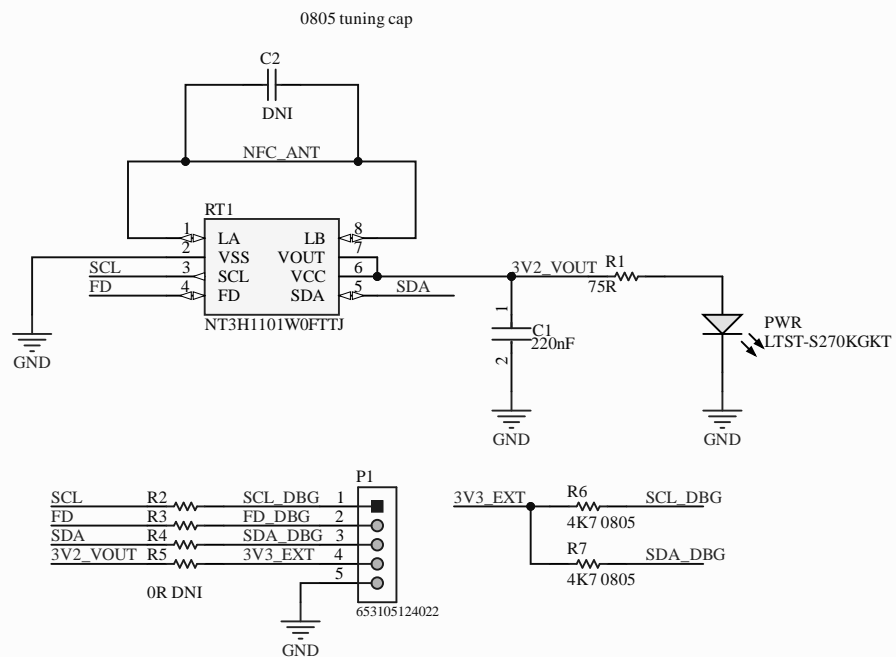 0805 tuning cap
C2
DNI
NFC_ANT
RT1
1 LA LB 8
2 VSS VOUT 7
SCL 3 SCL VCC 6
FD 4 FD SDA 5 SDA
NT3H1101W0FTTJ
GND
3V2_VOUT R1
75R
1
C1
220nF
2
GND
PWR
LTST-S270KGKT
GND
P1
SCL R2 SCL_DBG 1
FD R3 FD_DBG 2
SDA R4 SDA_DBG 3
3V2_VOUT R5 3V3_EXT 4
5
0R DNI
653105124022
GND
3V3_EXT R6 SCL_DBG
4K7 0805
R7 SDA_DBG
4K7 0805